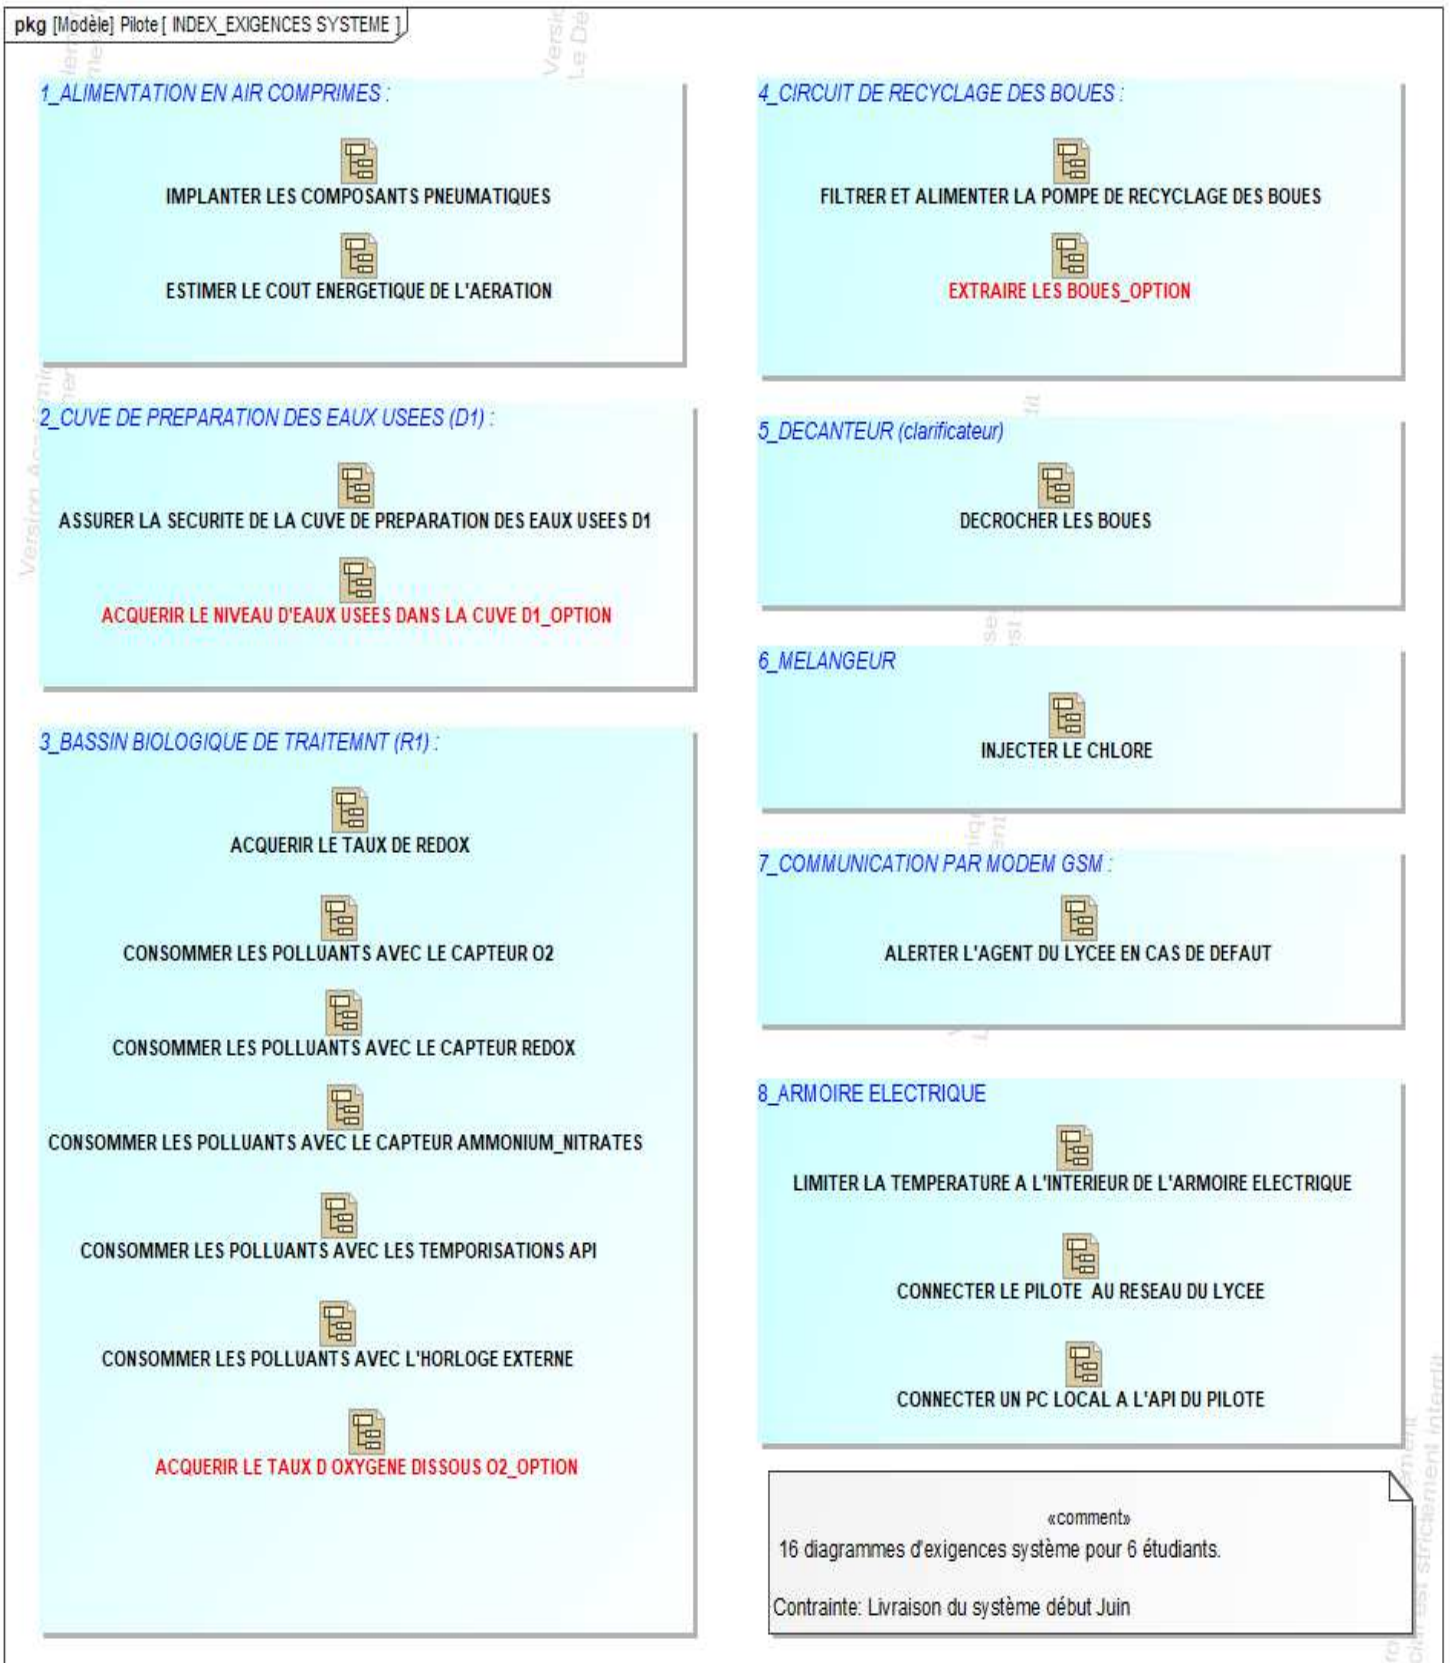 pkg [Modèle] Pilote [ INDEX_EXIGENCES SYSTEME ]
1_ALIMENTATION EN AIR COMPRIMES :
IMPLANTER LES COMPOSANTS PNEUMATIQUES
ESTIMER LE COUT ENERGETIQUE DE L'AERATION
2_CUVE DE PREPARATION DES EAUX USEES (D1) :
ASSURER LA SECURITE DE LA CUVE DE PREPARATION DES EAUX USEES D1
ACQUERIR LE NIVEAU D'EAUX USEES DANS LA CUVE D1_OPTION
3_BASSIN BIOLOGIQUE DE TRAITEMNT (R1) :
ACQUERIR LE TAUX DE REDOX
CONSOMMER LES POLLUANTS AVEC LE CAPTEUR O2
CONSOMMER LES POLLUANTS AVEC LE CAPTEUR REDOX
CONSOMMER LES POLLUANTS AVEC LE CAPTEUR AMMONIUM_NITRATES
CONSOMMER LES POLLUANTS AVEC LES TEMPORISATIONS API
CONSOMMER LES POLLUANTS AVEC L'HORLOGE EXTERNE
ACQUERIR LE TAUX D OXYGENE DISSOUS O2_OPTION
4_CIRCUIT DE RECYCLAGE DES BOUES :
FILTRER ET ALIMENTER LA POMPE DE RECYCLAGE DES BOUES
EXTRAIRE LES BOUES_OPTION
5_DECANTEUR (clarificateur)
DECROCHER LES BOUES
6_MELANGEUR
INJECTER LE CHLORE
7_COMMUNICATION PAR MODEM GSM :
ALERTER L'AGENT DU LYCEE EN CAS DE DEFAUT
8_ARMOIRE ELECTRIQUE
LIMITER LA TEMPERATURE A L'INTERIEUR DE L'ARMOIRE ELECTRIQUE
CONNECTER LE PILOTE AU RESEAU DU LYCEE
CONNECTER UN PC LOCAL A L'API DU PILOTE
«comment»
16 diagrammes d'exigences système pour 6 étudiants.
Contrainte: Livraison du système début Juin